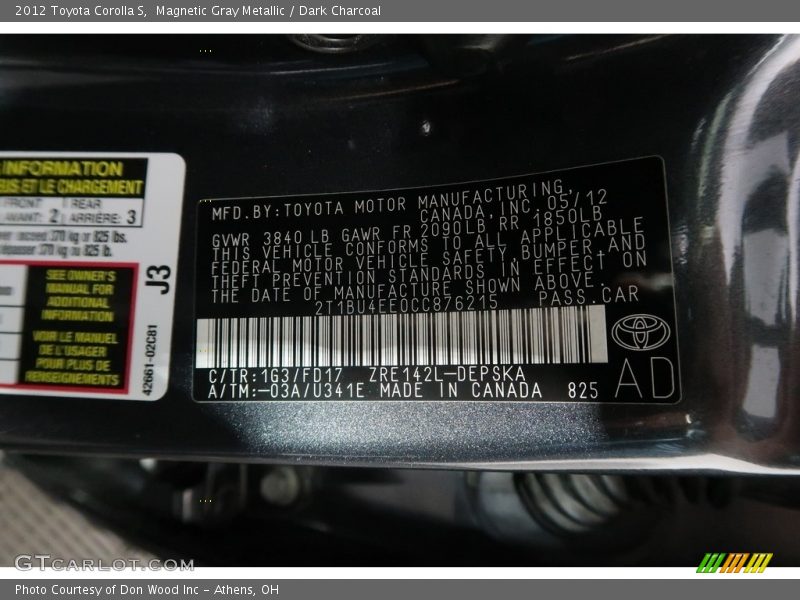 2012 Toyota Corolla S, Magnetic Gray Metallic / Dark Charcoal
INFORMATION
ET LE CHARGEMENT
FRONT REAR
AVANT: 2 ARRIÈRE: 3
exceed 370 kg or 825 lbs.
370 kg ou 825 lb.
SEE OWNER'S
MANUAL FOR
ADDITIONAL
INFORMATION
VOIR LE MANUEL
DE L'USAGER
POUR PLUS DE
RENSEIGNEMENTS
J3
42661-02C81
MFD.BY:TOYOTA MOTOR MANUFACTURING,
CANADA,INC.05/12
GVWR 3840 LB GAWR FR 2090LB RR 1850LB
THIS VEHICLE CONFORMS TO ALL APPLICABLE
FEDERAL MOTOR VEHICLE SAFETY,BUMPER,AND
THEFT PREVENTION STANDARDS IN EFFECT ON
THE DATE OF MANUFACTURE SHOWN ABOVE.
2T1BU4EE0CC876215 PASS.CAR
C/TR:1G3/FD17 ZRE142L-DEPSKA
A/TM:-03A/U341E MADE IN CANADA 825
AD
GTcarlot.com
Photo Courtesy of Don Wood Inc - Athens, OH